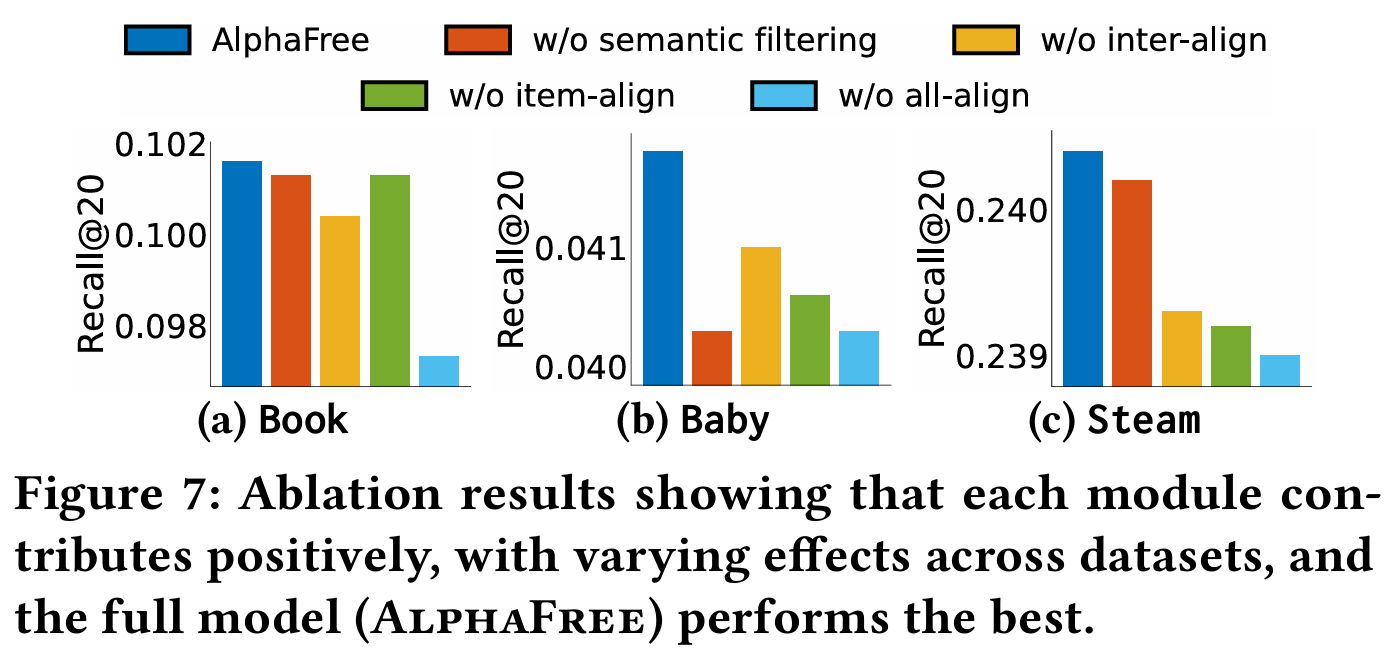 AlphaFree w/o semantic filtering w/o inter-align
w/o item-align w/o all-align
Recall@20
0.102
0.100
0.098
(a) Book
Recall@20
0.041
0.040
(b) Baby
Recall@20
0.240
0.239
(c) Steam
Figure 7: Ablation results showing that each module con-
tributes positively, with varying effects across datasets, and
the full model (ALPHAFREE) performs the best.